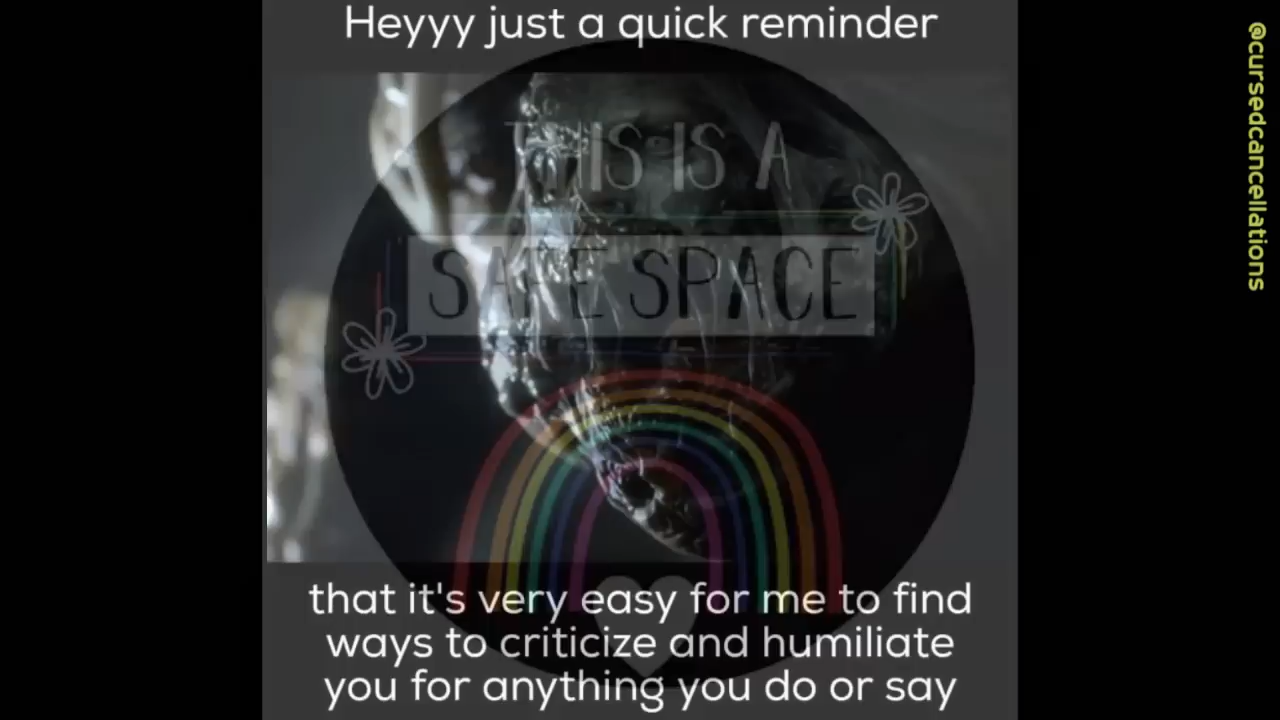 Heyyy just a quick reminder
THIS IS A
SAFE SPACE
that it's very easy for me to find
ways to criticize and humiliate
you for anything you do or say
@cursedcancellations